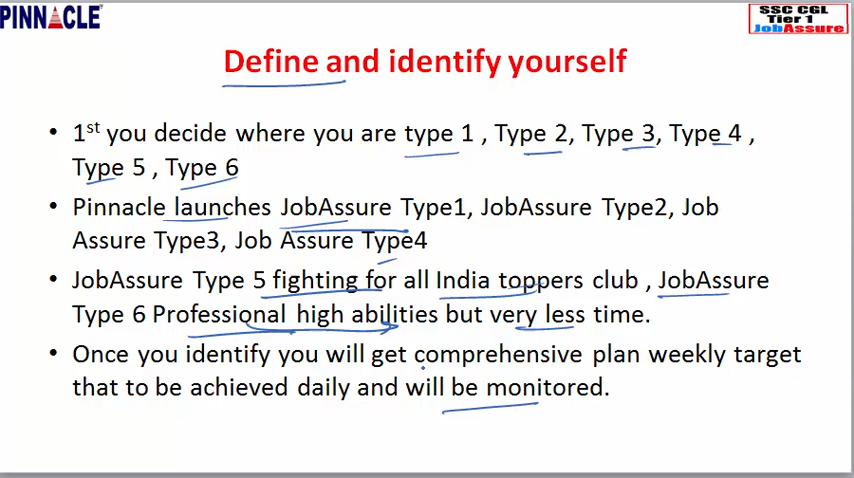 PINNACLE
SSC CGL
Tier 1
JobAssure
Define and identify yourself
• 1st you decide where you are type 1 , Type 2, Type 3, Type 4 ,
Type 5 , Type 6
• Pinnacle launches JobAssure Type1, JobAssure Type2, Job
Assure Type3, Job Assure Type4
• JobAssure Type 5 fighting for all India toppers club , JobAssure
Type 6 Professional high abilities but very less time.
• Once you identify you will get comprehensive plan weekly target
that to be achieved daily and will be monitored.